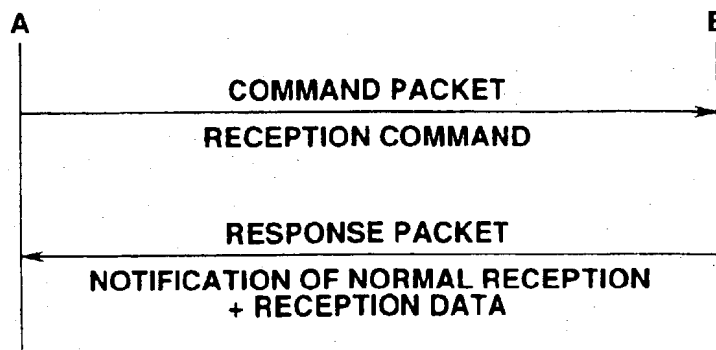 A B
COMMAND PACKET
RECEPTION COMMAND
RESPONSE PACKET
NOTIFICATION OF NORMAL RECEPTION
+ RECEPTION DATA